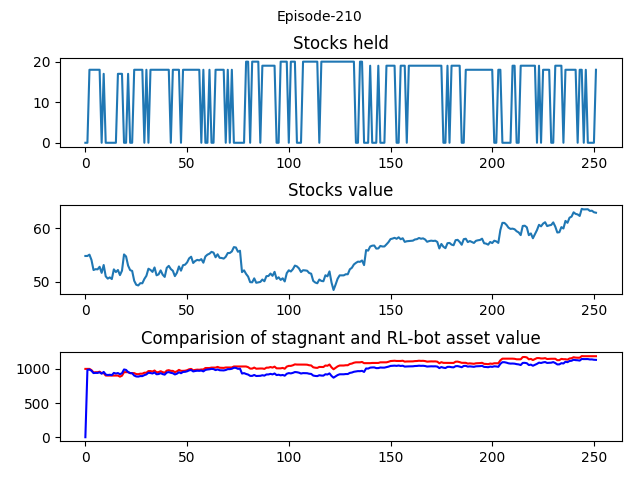 Episode-210
Stocks held
20
10
0
0 50 100 150 200 250
Stocks value
60
50
0 50 100 150 200 250
Comparision of stagnant and RL-bot asset value
1000
500
0
0 50 100 150 200 250